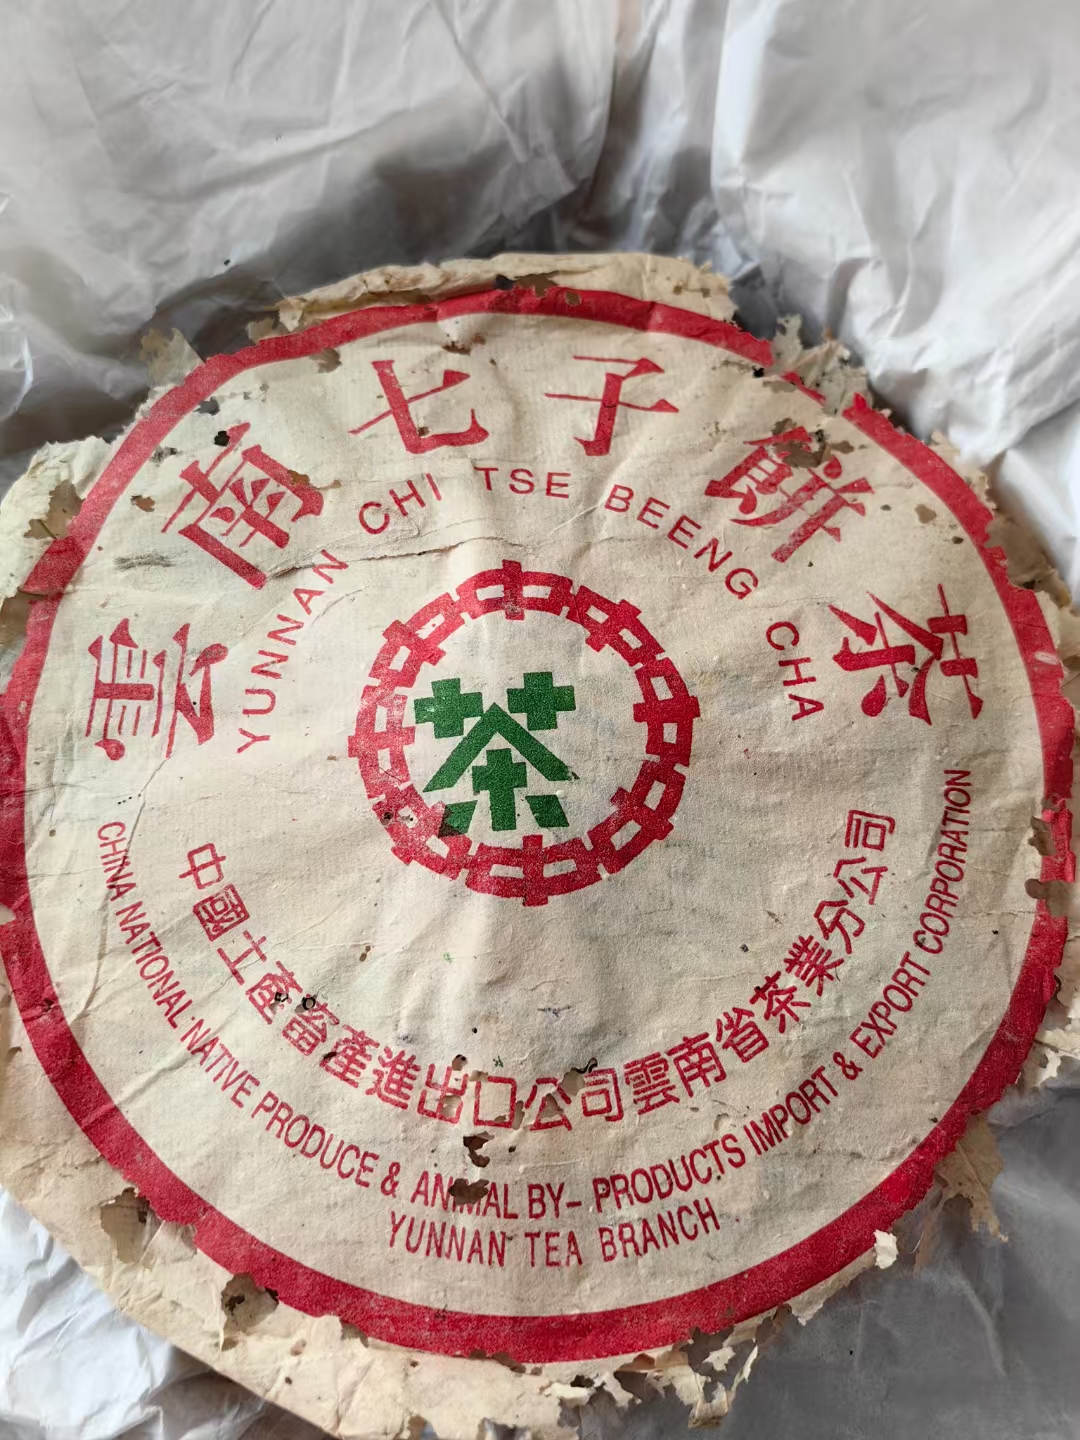 雲南七子餅茶
YUNNAN CHI TSE BEENG CHA
茶
中國土產畜產進出口公司雲南省茶業分公司
CHINA NATIONAL NATIVE PRODUCE & ANIMAL BY- PRODUCTS IMPORT & EXPORT CORPORATION
YUNNAN TEA BRANCH